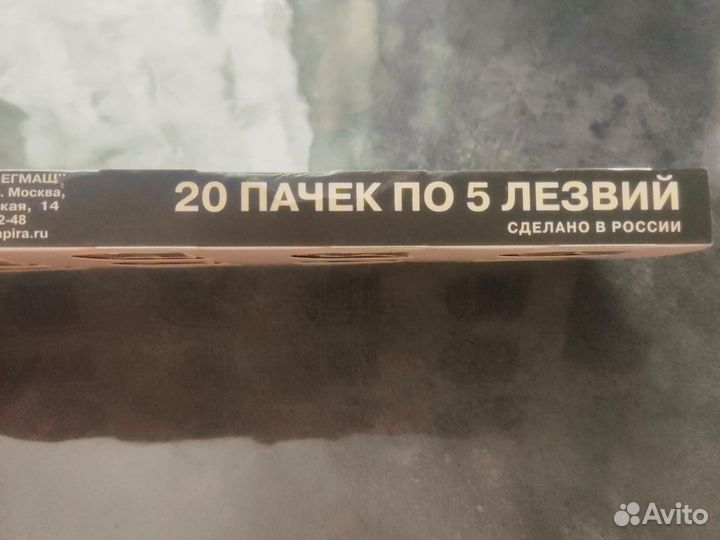 ЕГМАШ"
. Москва,
кая, 14
2-48
pira.ru
20 ПАЧЕК ПО 5 ЛЕЗВИЙ
СДЕЛАНО В РОССИИ
Avito